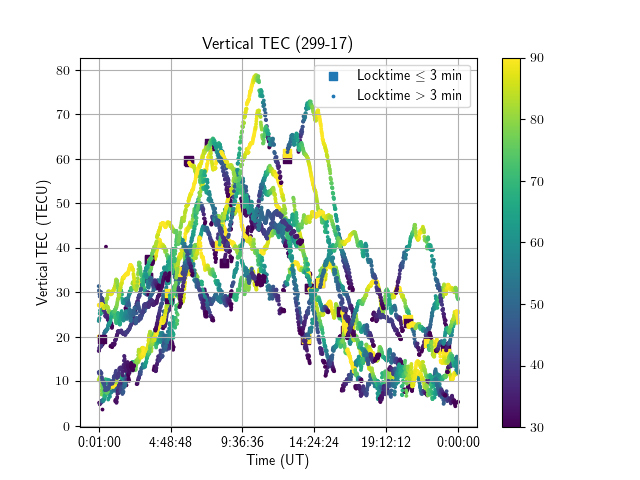 Vertical TEC (299-17)
Locktime ≤ 3 min
Locktime > 3 min
Vertical TEC (TECU)
80
70
60
50
40
30
20
10
0
0:01:00 4:48:48 9:36:36 14:24:24 19:12:12 0:00:00
Time (UT)
90
80
70
60
50
40
30